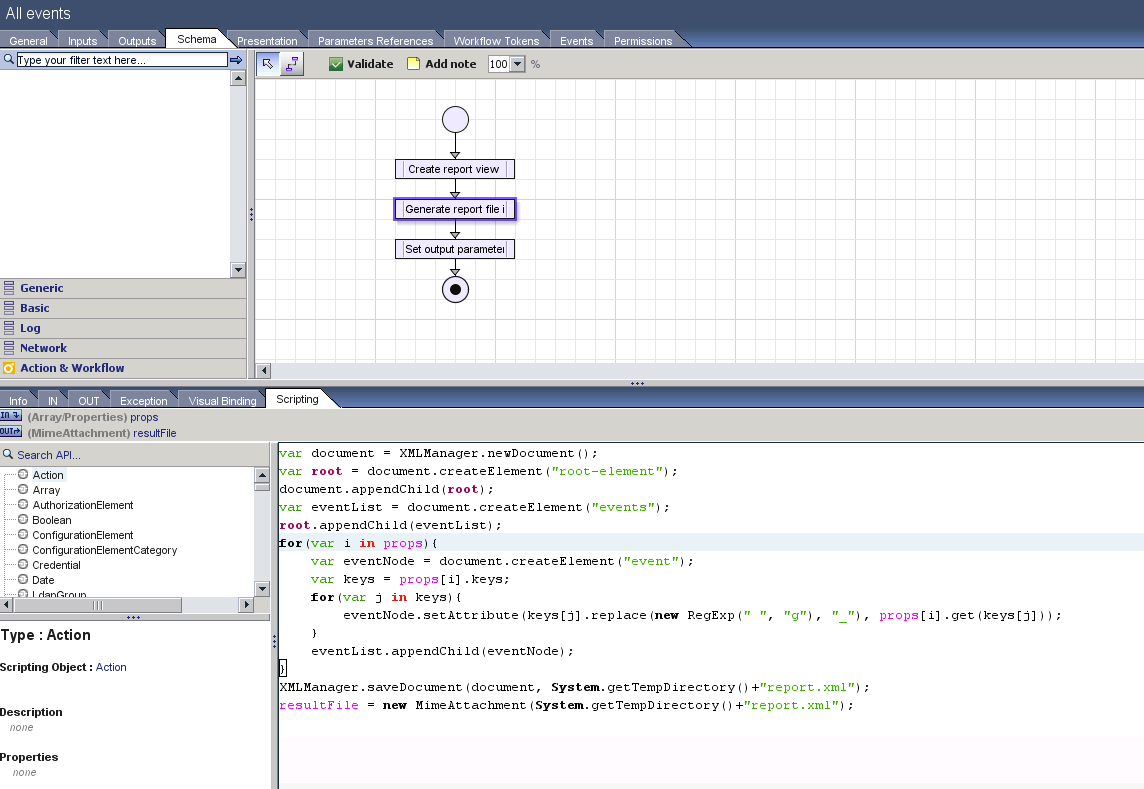 All events
General Inputs Outputs Schema Presentation Parameters References Workflow Tokens Events Permissions
Type your filter text here...
Validate Add note 100 %
Create report view
Generate report file i
Set output parameter
Generic
Basic
Log
Network
Action & Workflow
Info IN OUT Exception Visual Binding Scripting
IN (Array/Properties) props
OUT (MimeAttachment) resultFile
Search API...
Action
Array
AuthorizationElement
Boolean
ConfigurationElement
ConfigurationElementCategory
Credential
Date
LdapGroup
Type : Action
Scripting Object : Action
Description
none
Properties
none
var document = XMLManager.newDocument();
var root = document.createElement("root-element");
document.appendChild(root);
var eventList = document.createElement("events");
root.appendChild(eventList);
for(var i in props){
    var eventNode = document.createElement("event");
    var keys = props[i].keys;
    for(var j in keys){
        eventNode.setAttribute(keys[j].replace(new RegExp(" ", "g"), "_"), props[i].get(keys[j]));
    }
    eventList.appendChild(eventNode);
}
XMLManager.saveDocument(document, System.getTempDirectory()+"report.xml");
resultFile = new MimeAttachment(System.getTempDirectory()+"report.xml");